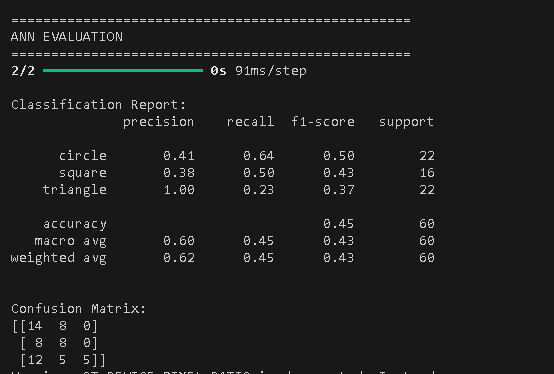 ==================================================
ANN EVALUATION
==================================================
2/2 ━━━━━━━━━━━━━━━━━━━━ 0s 91ms/step
Classification Report:
precision recall f1-score support
circle 0.41 0.64 0.50 22
square 0.38 0.50 0.43 16
triangle 1.00 0.23 0.37 22
accuracy 0.45 60
macro avg 0.60 0.45 0.43 60
weighted avg 0.62 0.45 0.43 60
Confusion Matrix:
[[14 8 0]
[ 8 8 0]
[12 5 5]]